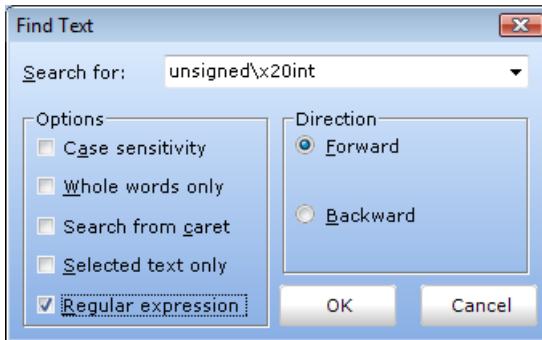 Find Text
Search for: unsigned\x20int
Options
Case sensitivity
Whole words only
Search from caret
Selected text only
Regular expression
Direction
Forward
Backward
OK Cancel